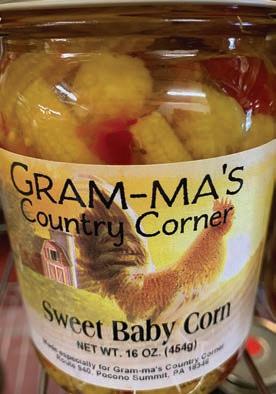 GRAM-MA'S
Country Corner
Sweet Baby Corn
NET WT. 16 OZ. (454g)
Made especially for Gram-ma's Country Corner
Route 940, Pocono Summit, PA 18346